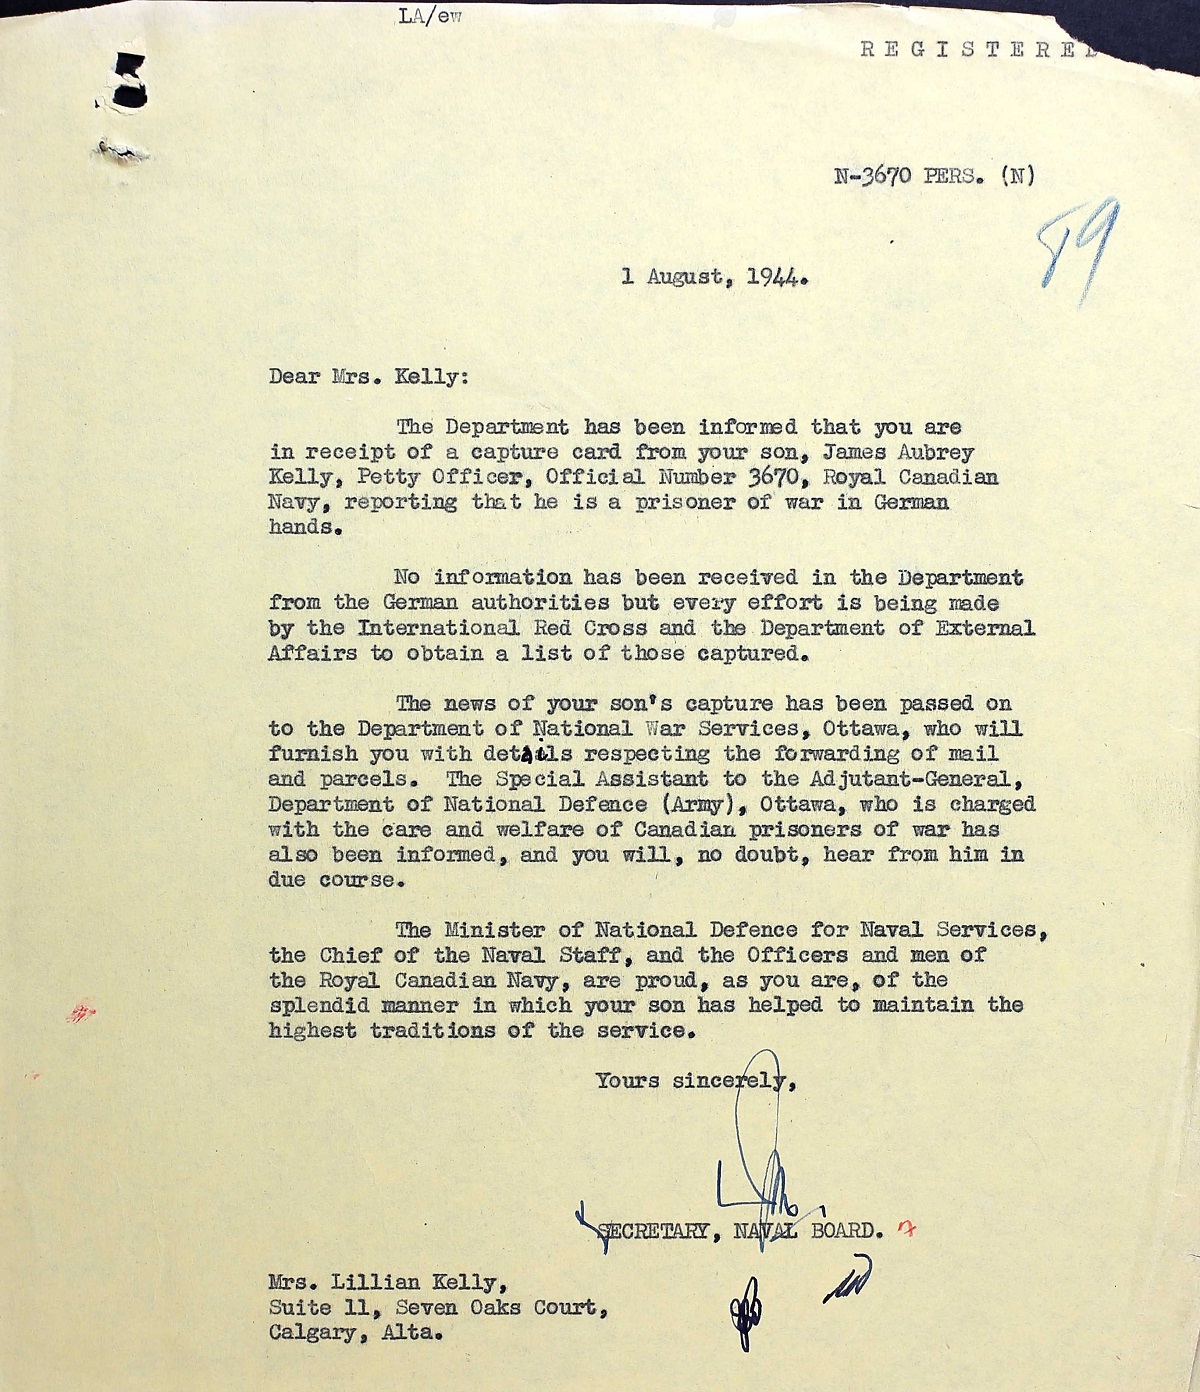 LA/ew
REGISTERED
N-3670 PERS. (N)
89
1 August, 1944.
Dear Mrs. Kelly:
The Department has been informed that you are
in receipt of a capture card from your son, James Aubrey
Kelly, Petty Officer, Official Number 3670, Royal Canadian
Navy, reporting that he is a prisoner of war in German
hands.
No information has been received in the Department
from the German authorities but every effort is being made
by the International Red Cross and the Department of External
Affairs to obtain a list of those captured.
The news of your son's capture has been passed on
to the Department of National War Services, Ottawa, who will
furnish you with details respecting the forwarding of mail
and parcels. The Special Assistant to the Adjutant-General,
Department of National Defence (Army), Ottawa, who is charged
with the care and welfare of Canadian prisoners of war has
also been informed, and you will, no doubt, hear from him in
due course.
The Minister of National Defence for Naval Services,
the Chief of the Naval Staff, and the Officers and men of
the Royal Canadian Navy, are proud, as you are, of the
splendid manner in which your son has helped to maintain the
highest traditions of the service.
Yours sincerely,
SECRETARY, NAVAL BOARD.
Mrs. Lillian Kelly,
Suite 11, Seven Oaks Court,
Calgary, Alta.